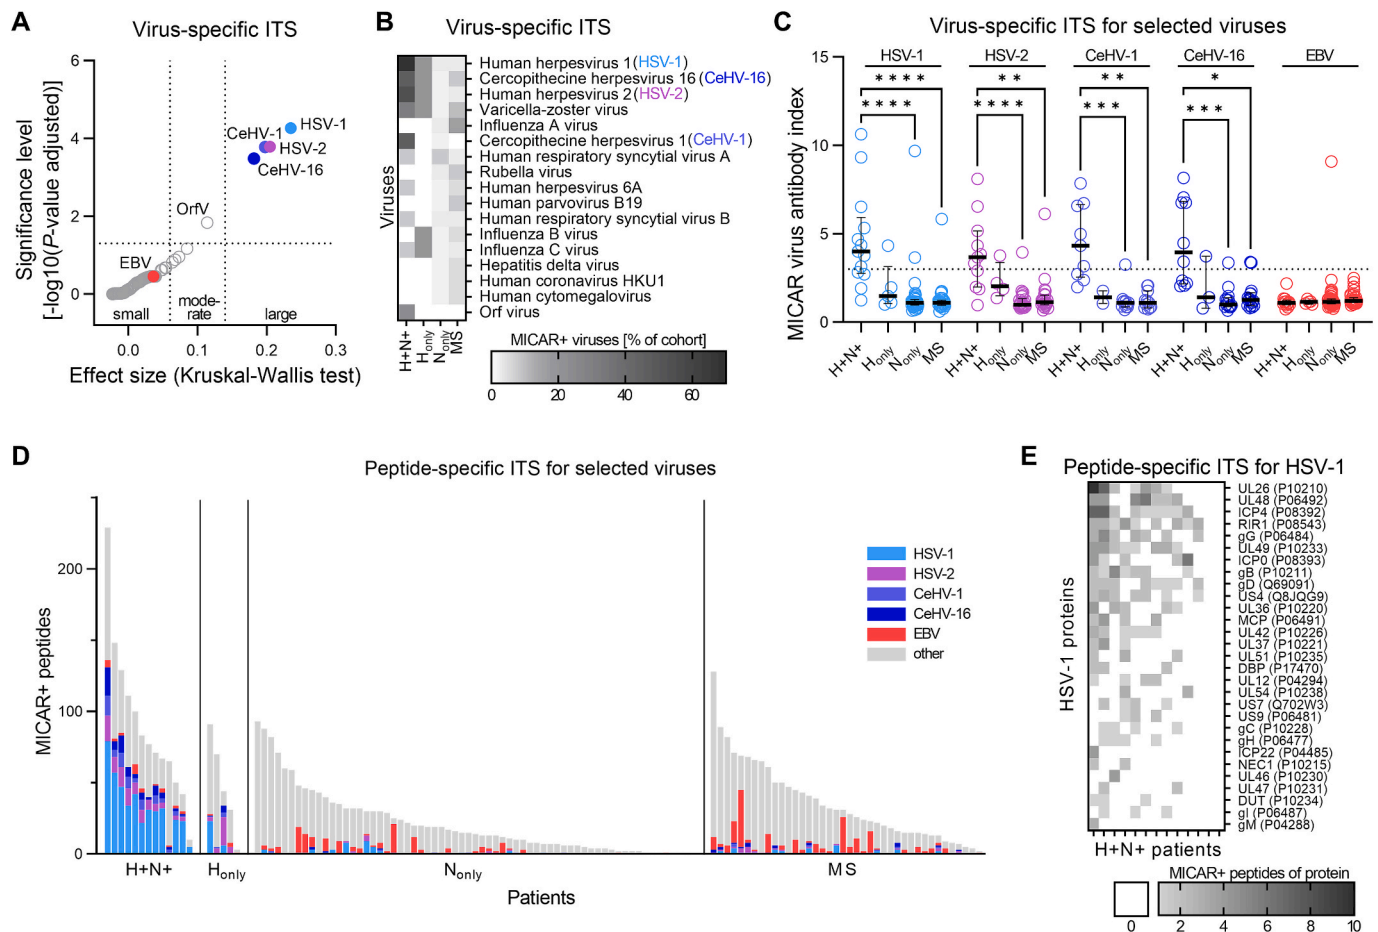 A
Virus-specific ITS
Significance level
[-log10(P-value adjusted)]
6
4
2
0
CeHV-1
HSV-1
HSV-2
CeHV-16
OrfV
EBV
small
mode-
rate
large
0.0
0.1
0.2
0.3
Effect size (Kruskal-Wallis test)
B
Virus-specific ITS
Viruses
Human herpesvirus 1 (HSV-1)
Cercopithecine herpesvirus 16 (CeHV-16)
Human herpesvirus 2 (HSV-2)
Varicella-zoster virus
Influenza A virus
Cercopithecine herpesvirus 1 (CeHV-1)
Human respiratory syncytial virus A
Rubella virus
Human herpesvirus 6A
Human parvovirus B19
Human respiratory syncytial virus B
Influenza B virus
Influenza C virus
Hepatitis delta virus
Human coronavirus HKU1
Human cytomegalovirus
Orf virus
H+N+
Honly
Nonly
MS
MICAR+ viruses [% of cohort]
0
20
40
60
C
Virus-specific ITS for selected viruses
MICAR virus antibody index
15
10
5
0
HSV-1
HSV-2
CeHV-1
CeHV-16
EBV
* * * *
* * * *
* *
* * * *
* *
* * *
*
* * *
H+N+
Honly
Nonly
MS
H+N+
Honly
Nonly
MS
H+N+
Honly
Nonly
MS
H+N+
Honly
Nonly
MS
H+N+
Honly
Nonly
MS
D
Peptide-specific ITS for selected viruses
MICAR+ peptides
200
100
0
HSV-1
HSV-2
CeHV-1
CeHV-16
EBV
other
H+N+
Honly
Nonly
MS
Patients
E
Peptide-specific ITS for HSV-1
HSV-1 proteins
UL26 (P10210)
UL48 (P06492)
ICP4 (P08392)
RIR1 (P08543)
gG (P06484)
UL49 (P10233)
ICP0 (P08393)
gB (P10211)
gD (Q69091)
US4 (Q8JQG9)
UL36 (P10220)
MCP (P06491)
UL42 (P10226)
UL37 (P10221)
UL51 (P10235)
DBP (P17470)
UL12 (P04294)
UL54 (P10238)
US7 (Q702W3)
US9 (P06481)
gC (P10228)
gH (P06477)
ICP22 (P04485)
NEC1 (P10215)
UL46 (P10230)
UL47 (P10231)
DUT (P10234)
gI (P06487)
gM (P04288)
H+N+ patients
MICAR+ peptides of protein
0
2
4
6
8
10